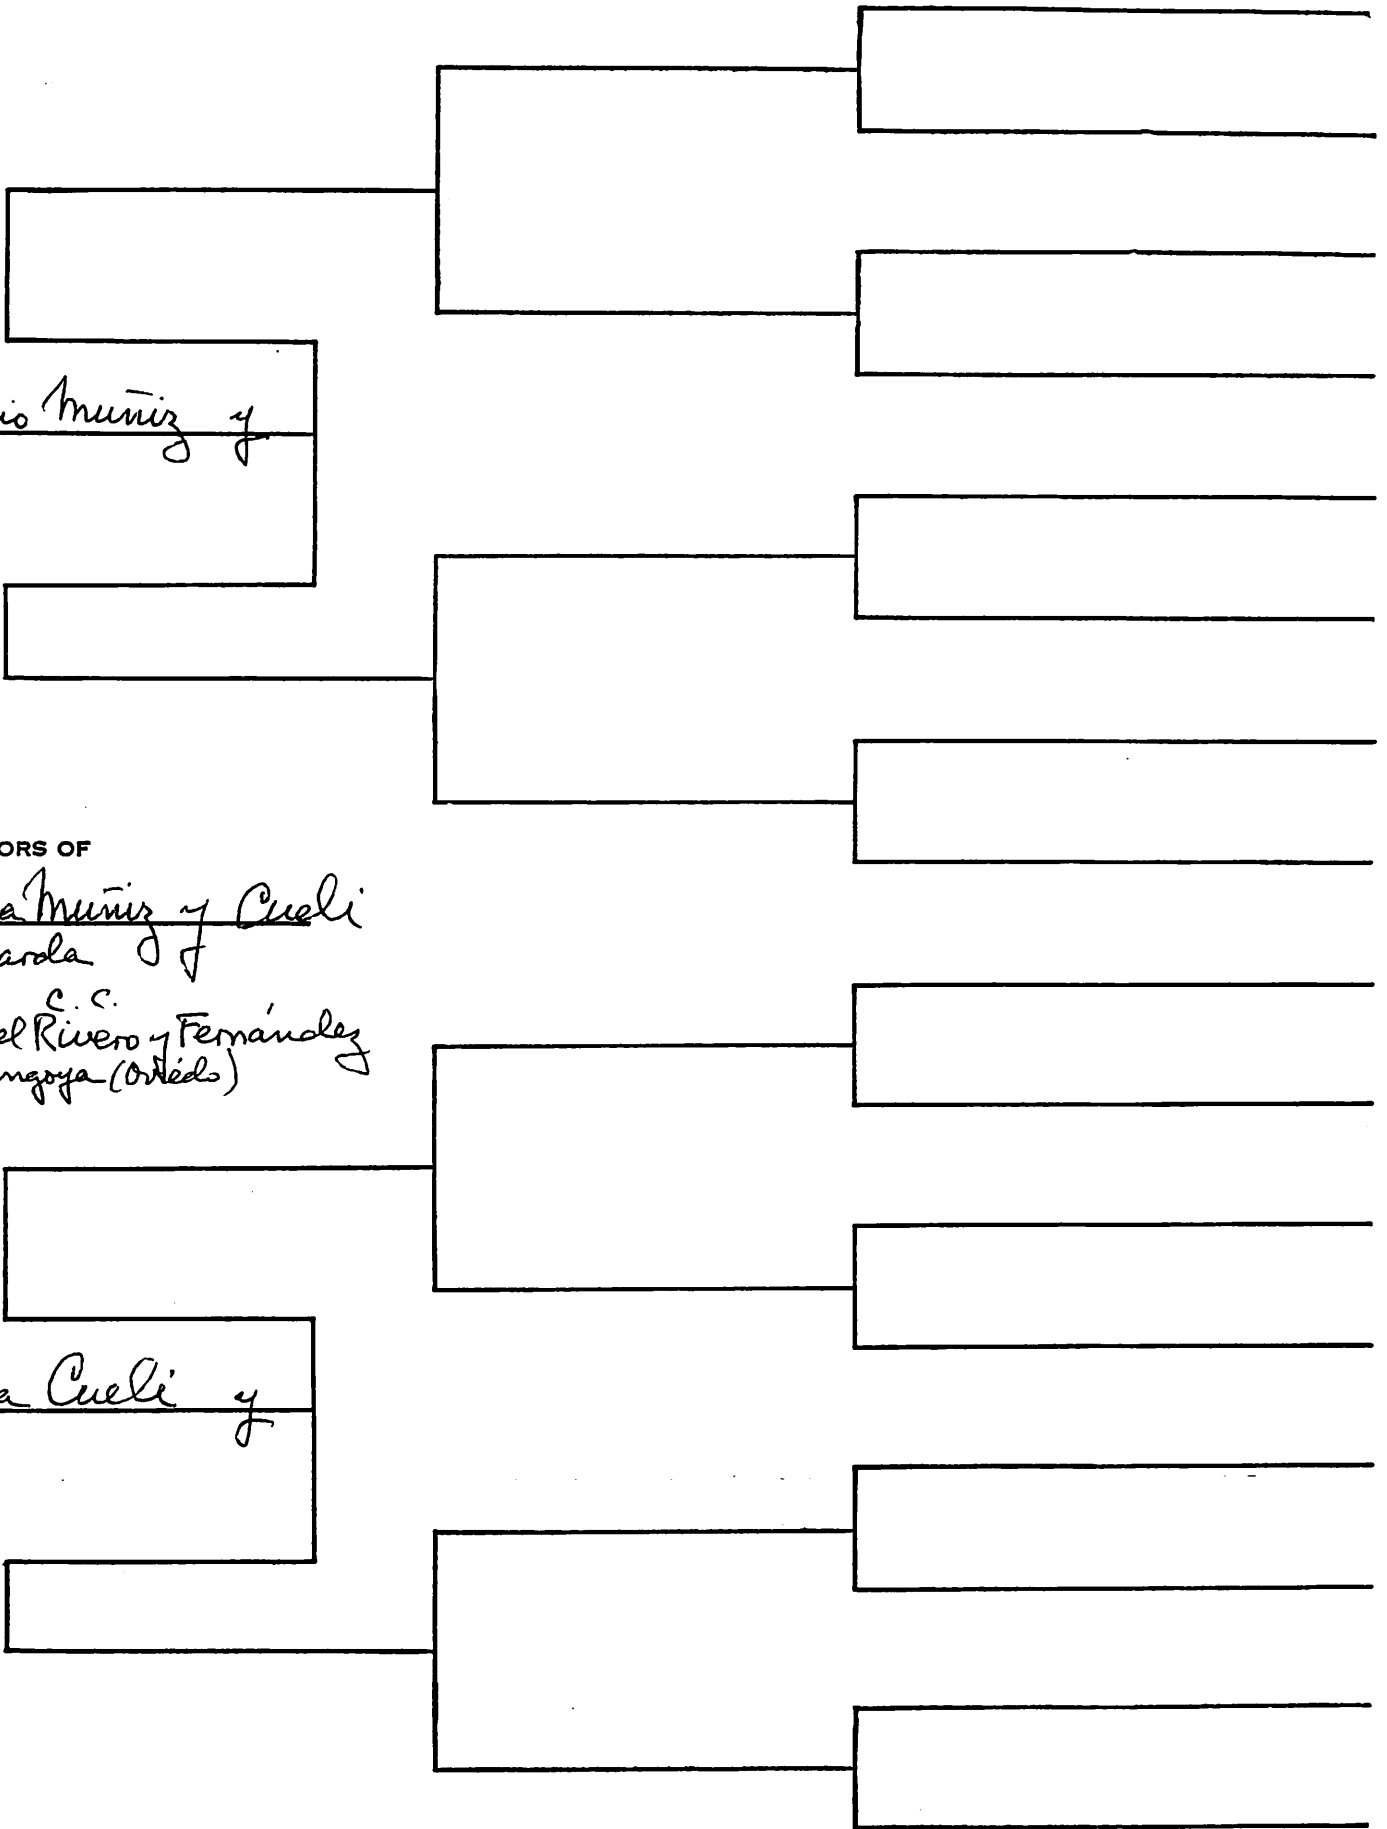 io Muñiz y
ORS OF
a Muñiz y Cueli
arda
c. c.
el Rivero y Fernández
ngoya (Oviedo)
a Cueli y